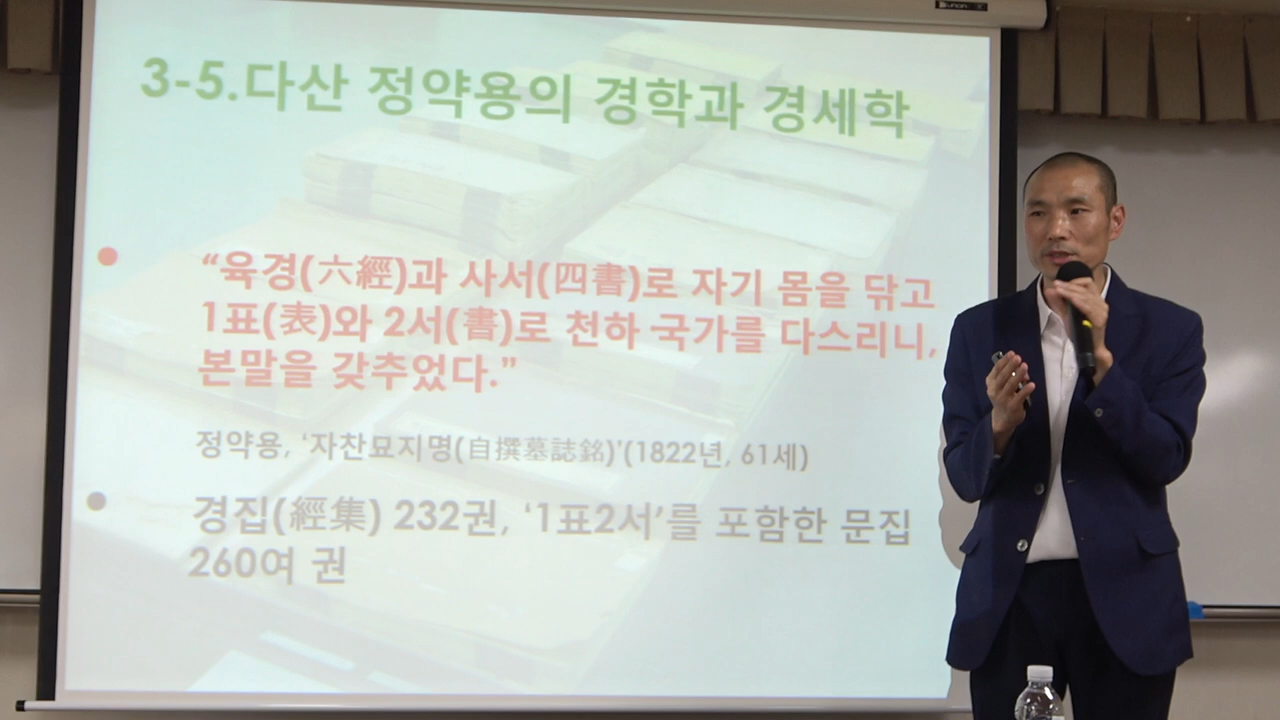 3-5.다산 정약용의 경학과 경세학
• “육경(六經)과 사서(四書)로 자기 몸을 닦고
1표(表)와 2서(書)로 천하 국가를 다스리니,
본말을 갖추었다.”
정약용, ‘자찬묘지명(自撰墓誌銘)’(1822년, 61세)
• 경집(經集) 232권, ‘1표2서’를 포함한 문집
260여 권